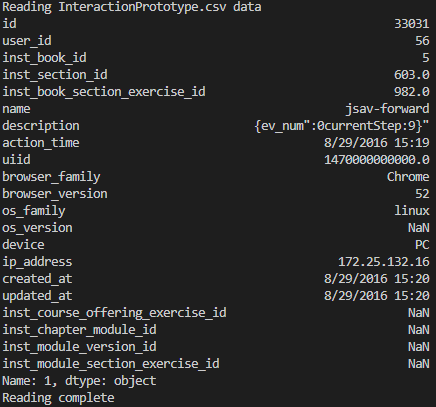 Reading InteractionPrototype.csv data
id 33031
user_id 56
inst_book_id 5
inst_section_id 603.0
inst_book_section_exercise_id 982.0
name jsav-forward
description {ev_num":0currentStep:9}"
action_time 8/29/2016 15:19
uiid 1470000000000.0
browser_family Chrome
browser_version 52
os_family linux
os_version NaN
device PC
ip_address 172.25.132.16
created_at 8/29/2016 15:20
updated_at 8/29/2016 15:20
inst_course_offering_exercise_id NaN
inst_chapter_module_id NaN
inst_module_version_id NaN
inst_module_section_exercise_id NaN
Name: 1, dtype: object
Reading complete